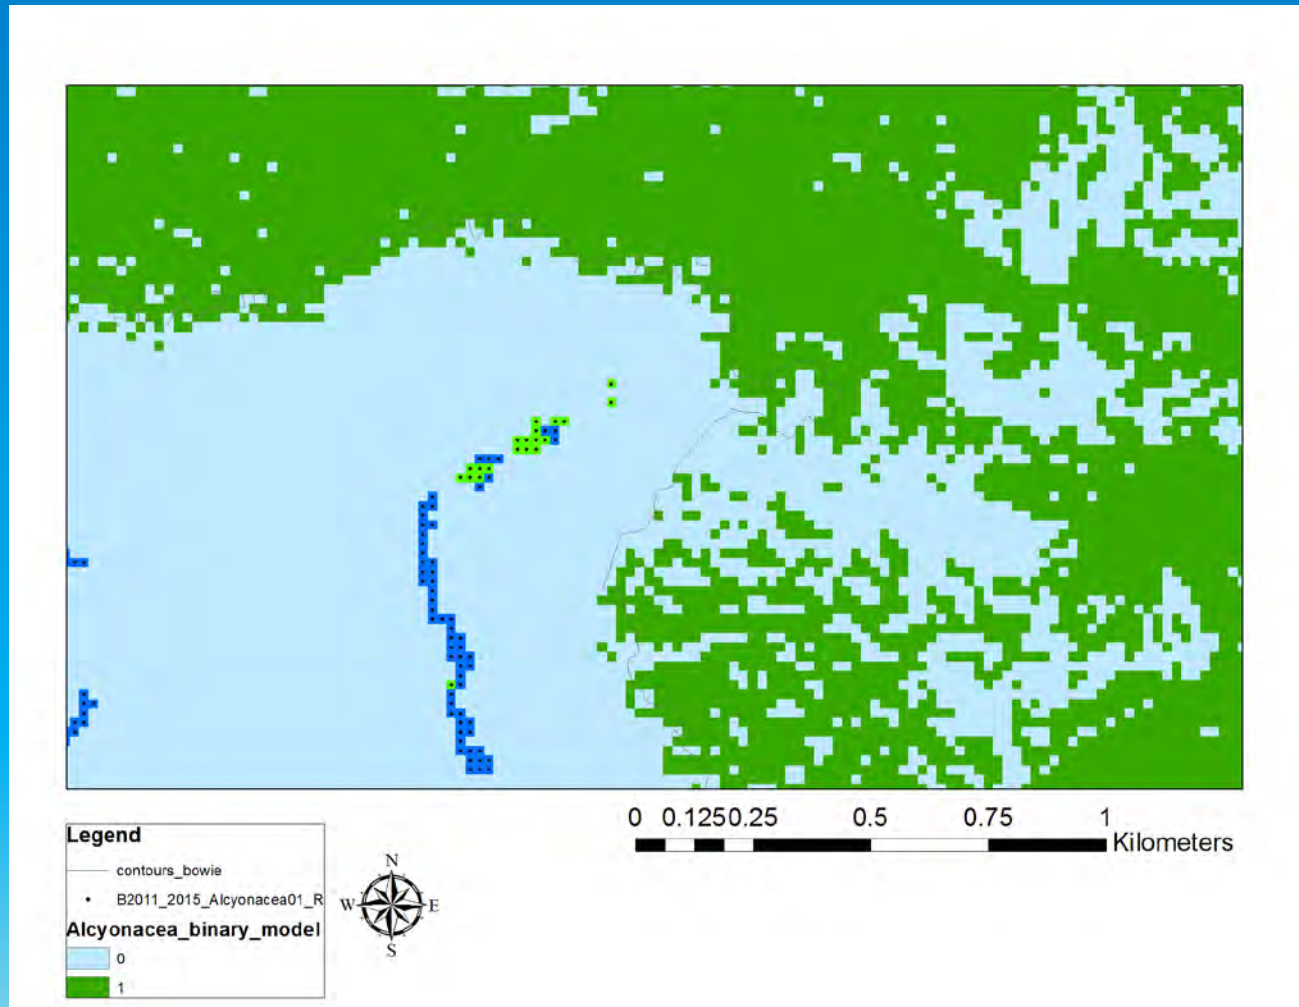 0 0.1250.25 0.5 0.75 1
Kilometers
Legend
contours_bowie
B2011_2015_Alcyonacea01_R
Alcyonacea_binary_model
0
1
N
W E
S